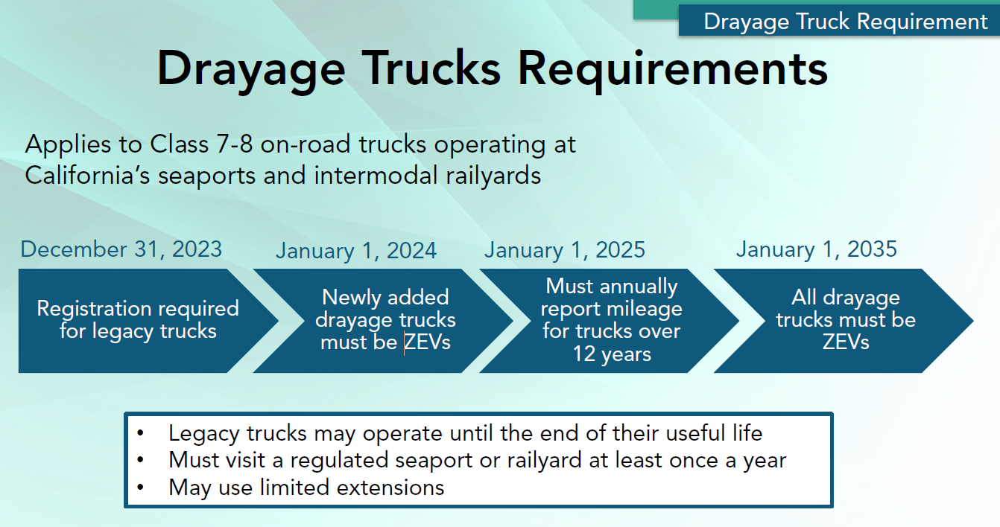 Drayage Truck Requirement
Drayage Trucks Requirements
Applies to Class 7-8 on-road trucks operating at
California’s seaports and intermodal railyards
December 31, 2023
Registration required
for legacy trucks
January 1, 2024
Newly added
drayage trucks
must be ZEVs
January 1, 2025
Must annually
report mileage
for trucks over
12 years
January 1, 2035
All drayage
trucks must be
ZEVs
• Legacy trucks may operate until the end of their useful life
• Must visit a regulated seaport or railyard at least once a year
• May use limited extensions